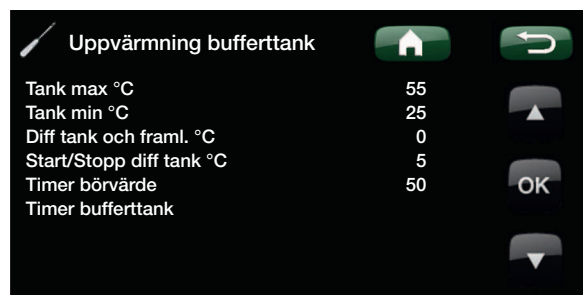 Uppvärmning bufferttank
Tank max °C 55
Tank min °C 25
Diff tank och framl. °C 0
Start/Stopp diff tank °C 5
Timer börvärde 50
Timer bufferttank
OK